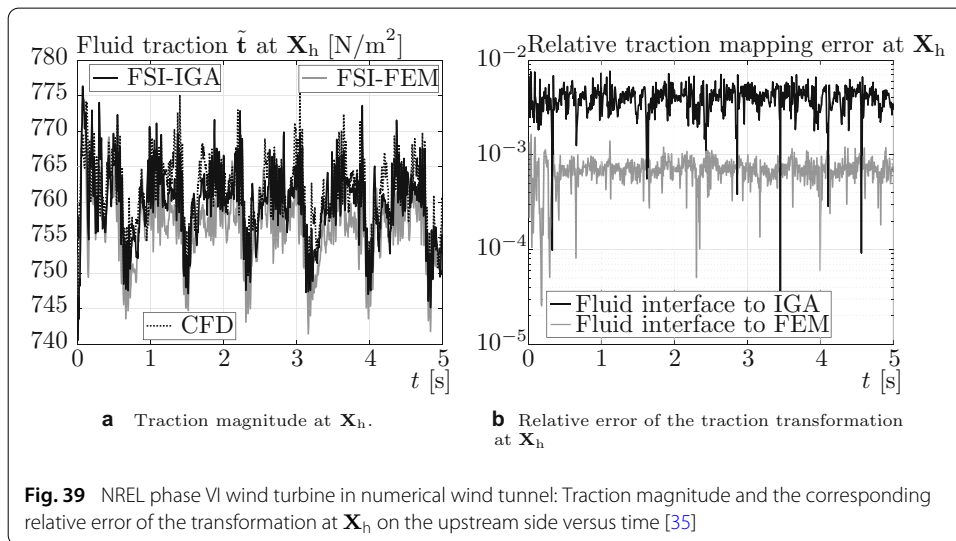 Fluid traction t̃ at X_h [N/m²]
FSI-IGA
FSI-FEM
780
775
770
765
760
755
750
745
740
CFD
0 1 2 3 4 5
t [s]
a Traction magnitude at X_h.
Relative traction mapping error at X_h
10⁻²
10⁻³
10⁻⁴
10⁻⁵
Fluid interface to IGA
Fluid interface to FEM
0 1 2 3 4 5
t [s]
b Relative error of the traction transformation
at X_h
Fig. 39 NREL phase VI wind turbine in numerical wind tunnel: Traction magnitude and the corresponding
relative error of the transformation at X_h on the upstream side versus time [35]